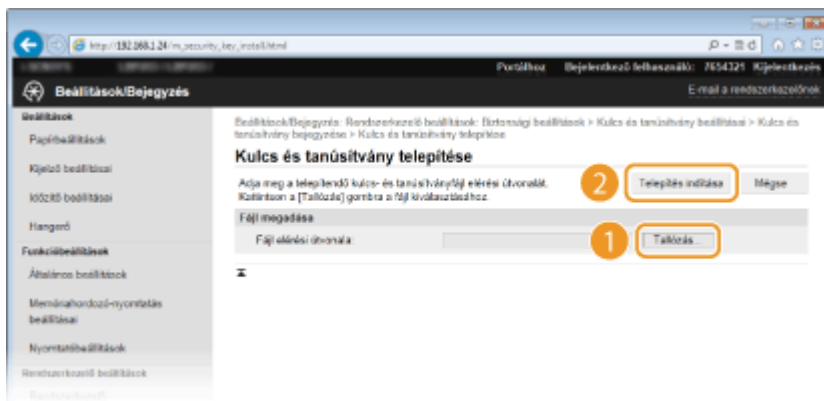 http://192.168.1.24/m_security_key_install.html
Portálhoz Bejelentkező felhasználó: 7654321 Kijelentkezés
Beállítások/Bejegyzés
E-mail a rendszerkezelőnek
Beállítások
Papírbeállítások
Kijelző beállításai
Időzítő beállításai
Hangerő
Funkcióbeállítások
Általános beállítások
Memóriahordozó-nyomtatás
beállításai
Nyomtatóbeállítások
Rendszerkezelő beállítások
Beállítások/Bejegyzés: Rendszerkezelő beállítások: Biztonsági beállítások > Kulcs és tanúsítvány beállításai > Kulcs és
tanúsítvány bejegyzése > Kulcs és tanúsítvány telepítése
Kulcs és tanúsítvány telepítése
Adja meg a telepítendő kulcs- és tanúsítványfájl elérési útvonalát.
Kattintson a [Tallózás] gombra a fájl kiválasztásához.
2
Telepítés indítása
Mégse
Fájl megadása
Fájl elérési útvonala:
1
Tallózás...